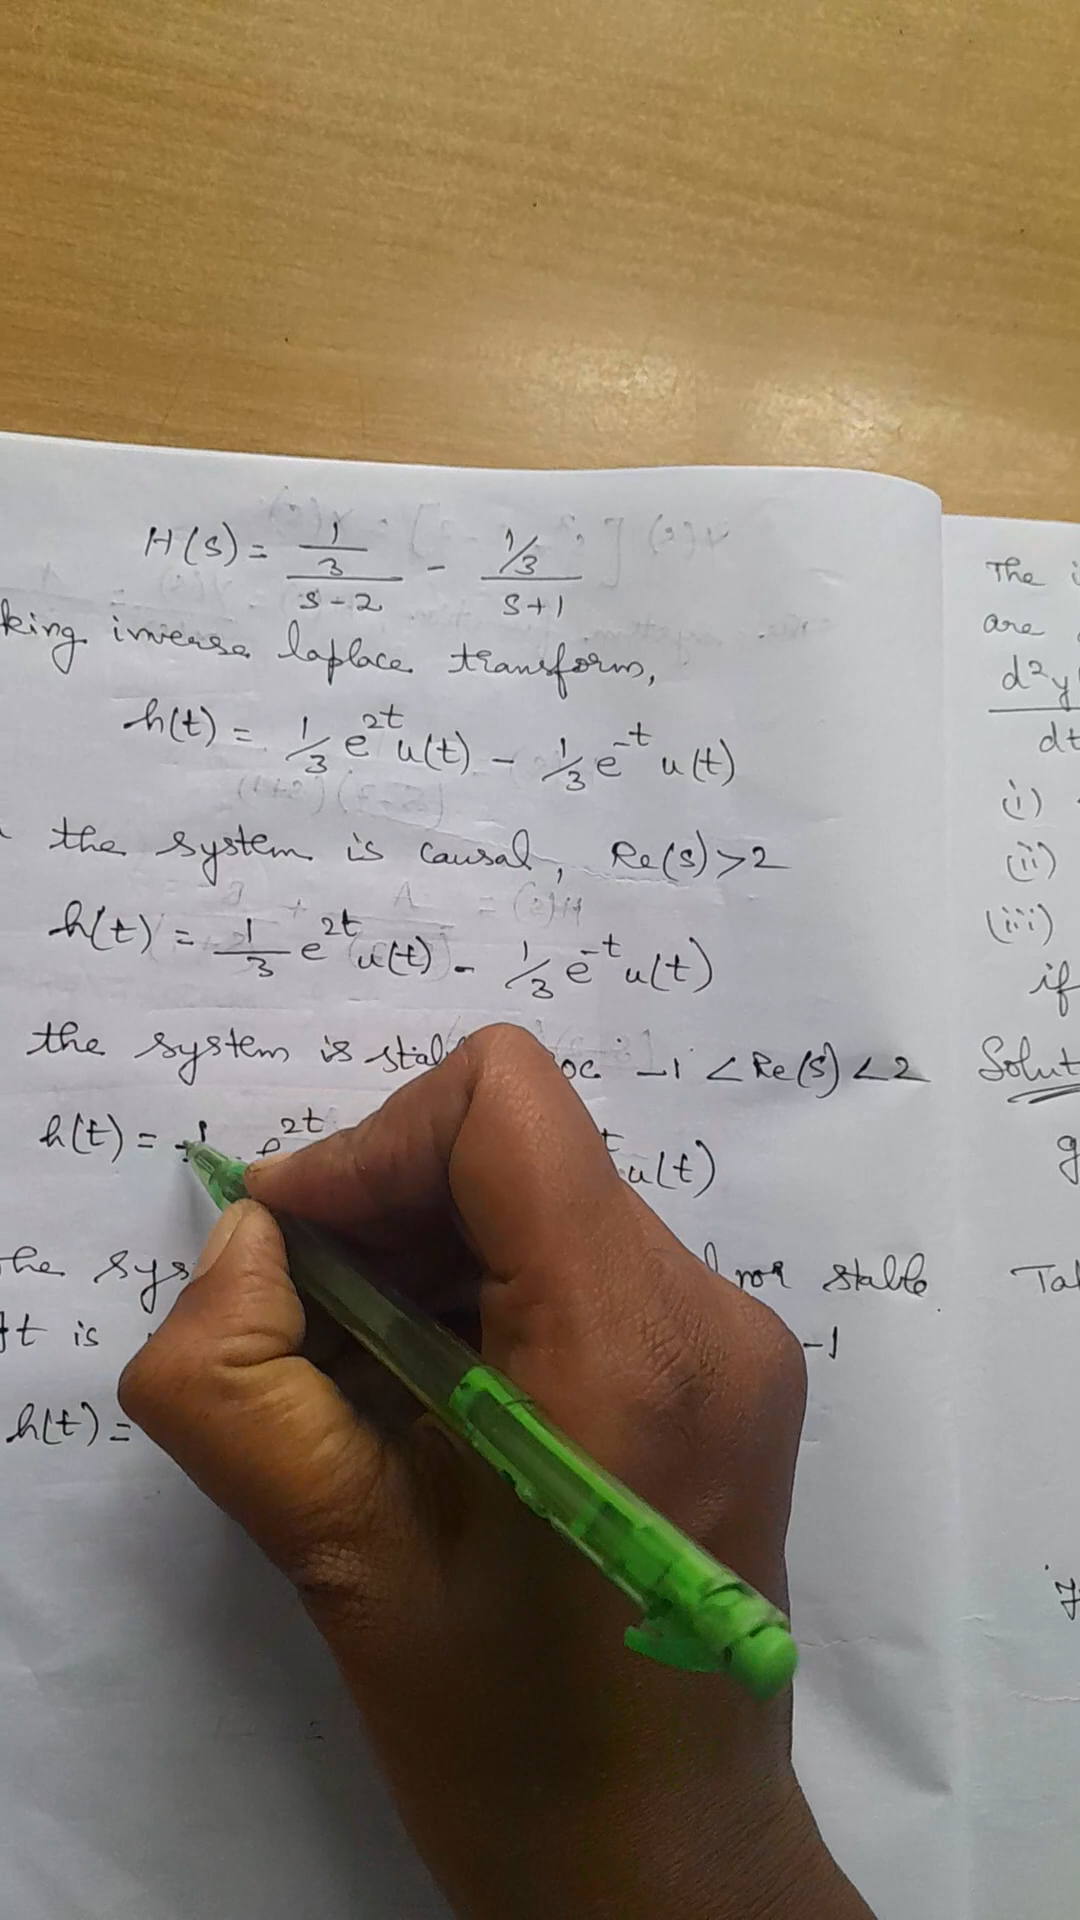 H(s) = 1/3/s-2 - 1/3/s+1
king inverse laplace transform,
h(t) = 1/3 e^2t u(t) - 1/3 e^-t u(t)
the system is causal, Re(s)>2
h(t) = 1/3 e^2t u(t) - 1/3 e^-t u(t)
the system is -1 <Re(s) <2
h(t) = e^2t u(t)
the nor stable
It is -1
h(t) =
The
are
d²y
dt
(i)
(ii)
(iii)
if
Solut
g
Tal